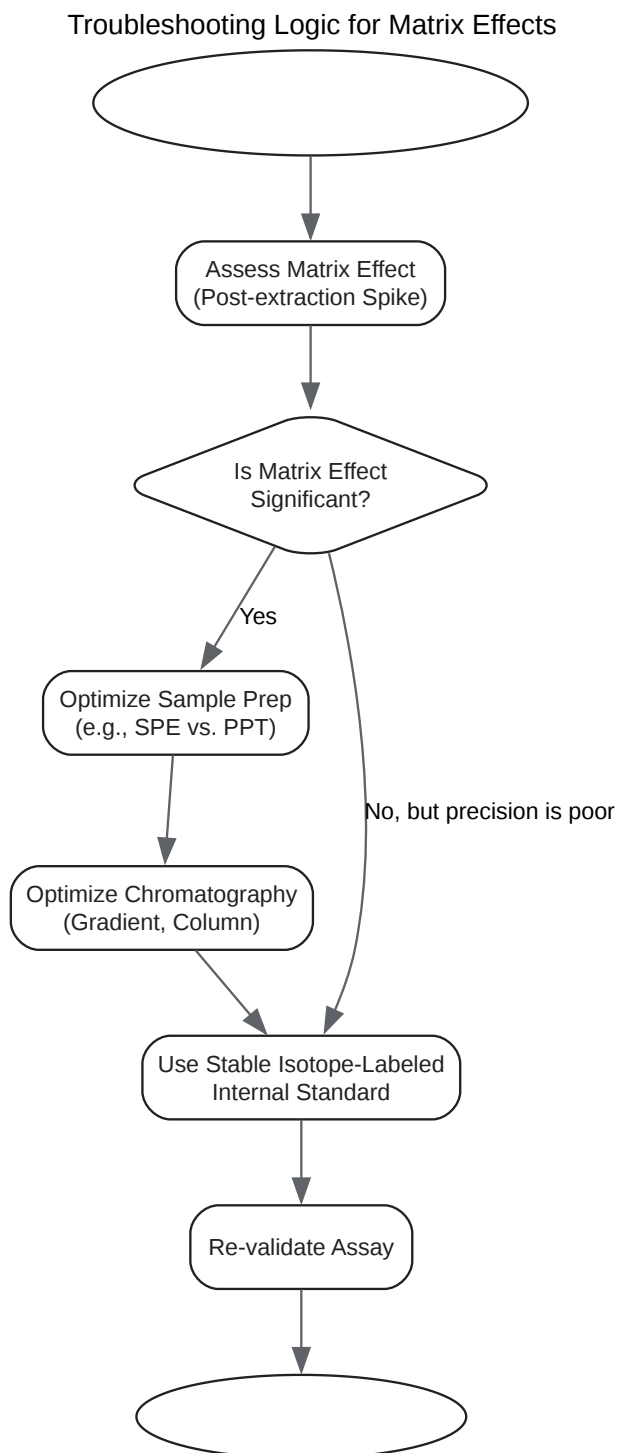 Troubleshooting Logic for Matrix Effects
Assess Matrix Effect
(Post-extraction Spike)
Is Matrix Effect
Significant?
Yes
Optimize Sample Prep
(e.g., SPE vs. PPT)
No, but precision is poor
Optimize Chromatography
(Gradient, Column)
Use Stable Isotope-Labeled
Internal Standard
Re-validate Assay